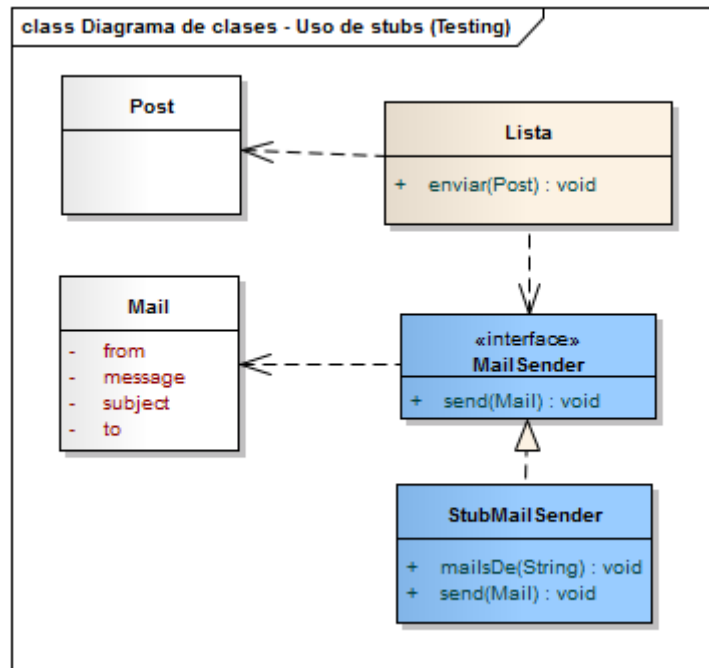 class Diagrama de clases - Uso de stubs (Testing)
Post
Lista
+ enviar(Post) : void
Mail
- from
- message
- subject
- to
«interface»
MailSender
+ send(Mail) : void
StubMailSender
+ mailsDe(String) : void
+ send(Mail) : void